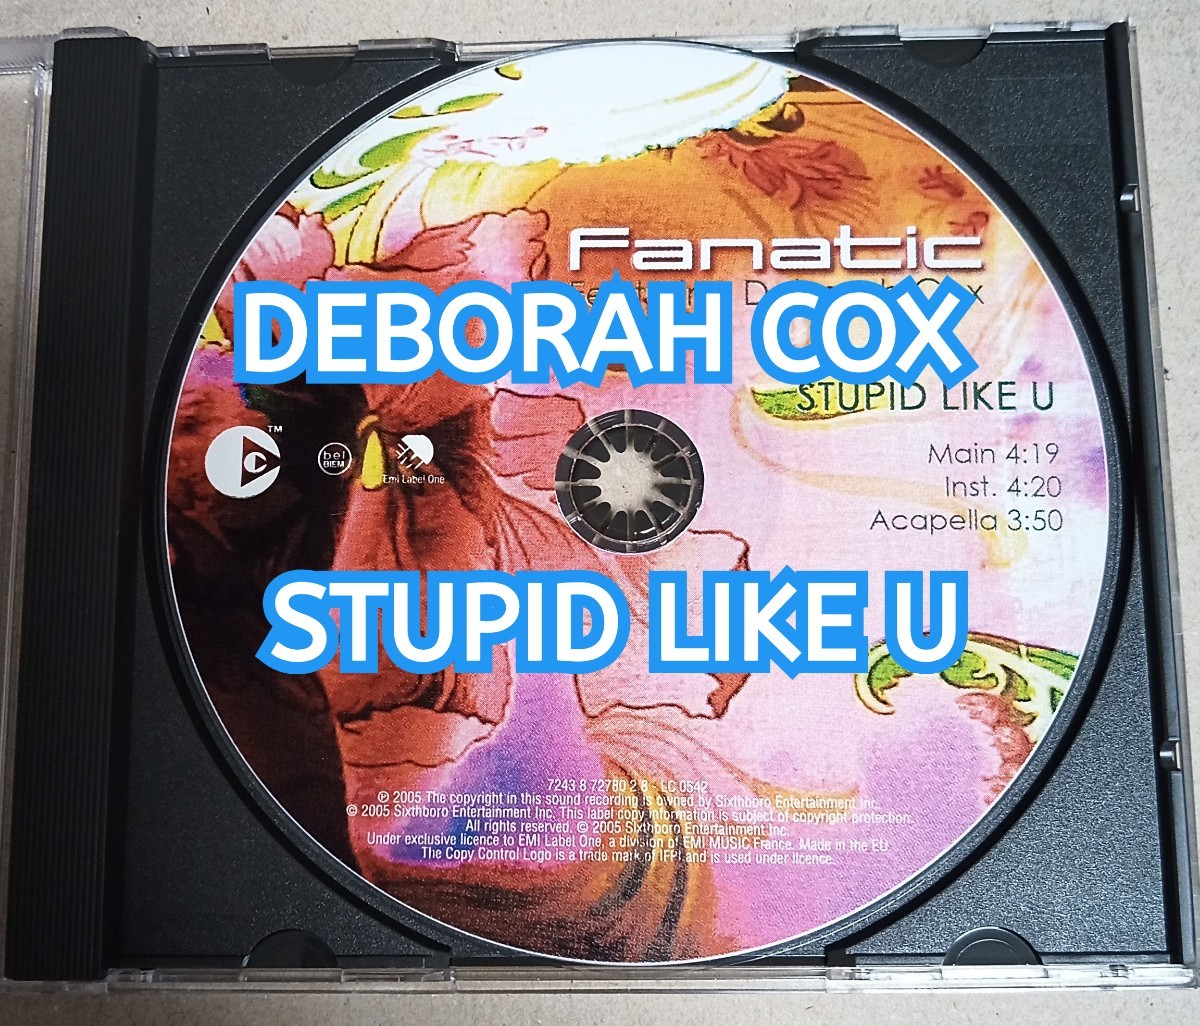 Fanatic
DEBORAH COX
STUPID LIKE U
TM
bel
BIEM
EMI
Emi Label One
Main 4:19
Inst. 4:20
Acapella 3:50
STUPID LIKE U
7243 8 72780 2 8 · LC 0542
℗ 2005 The copyright in this sound recording is owned by Sixthboro Entertainment Inc.
© 2005 Sixthboro Entertainment Inc. This label copy information is subject of copyright protection.
All rights reserved. © 2005 Sixthboro Entertainment Inc.
Under exclusive licence to EMI Label One, a division of EMI MUSIC France. Made in the EU.
The Copy Control Logo is a trade mark of IFPI and is used under licence.